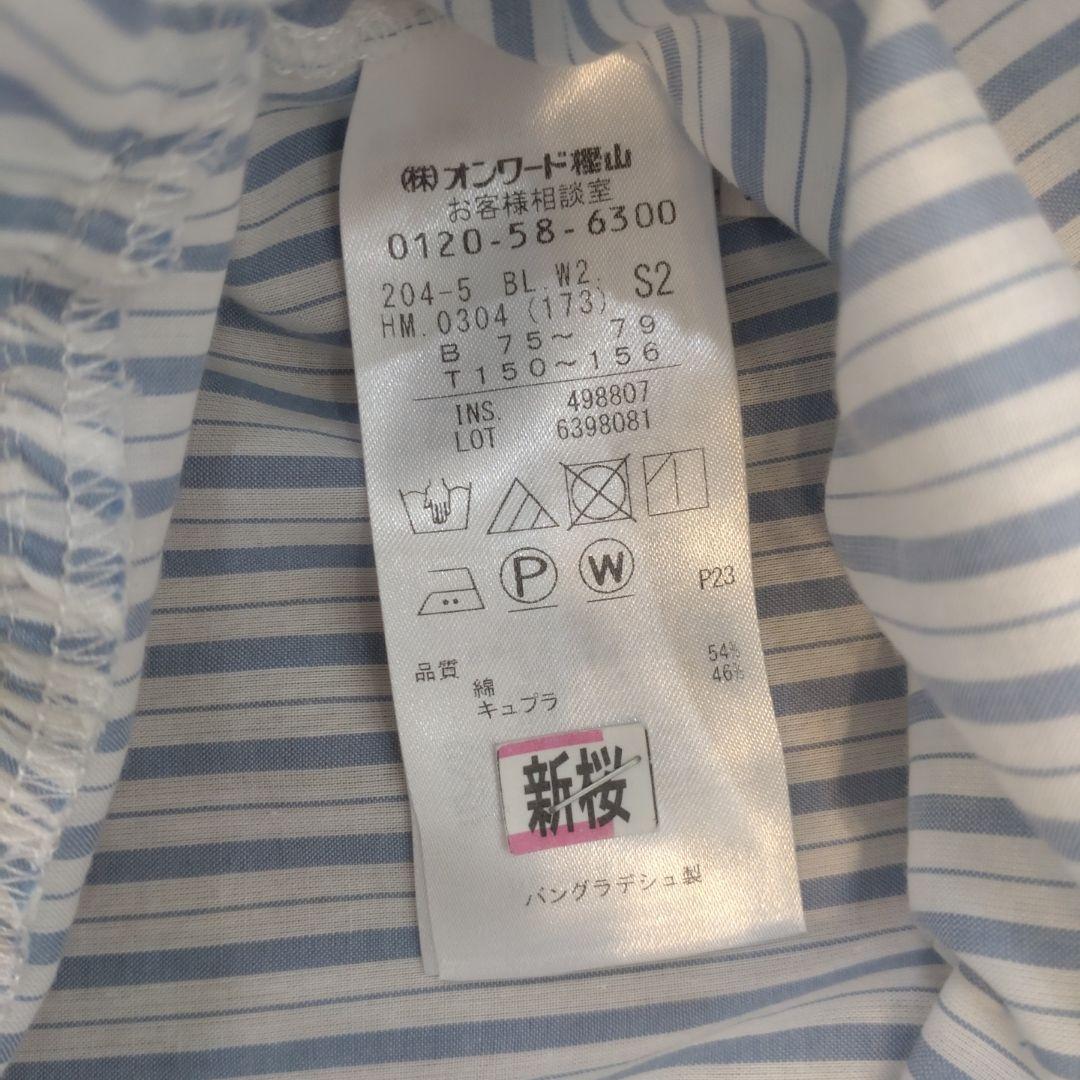 (株)オンワード樫山
お客様相談室
0120-58-6300
204-5 BL.W2. S2
HM.0304(173)
B 75~ 79
T150~156
INS. 498807
LOT 6398081
P W
P23
品質
綿 54%
キュプラ 46%
新桜
バングラデシュ製